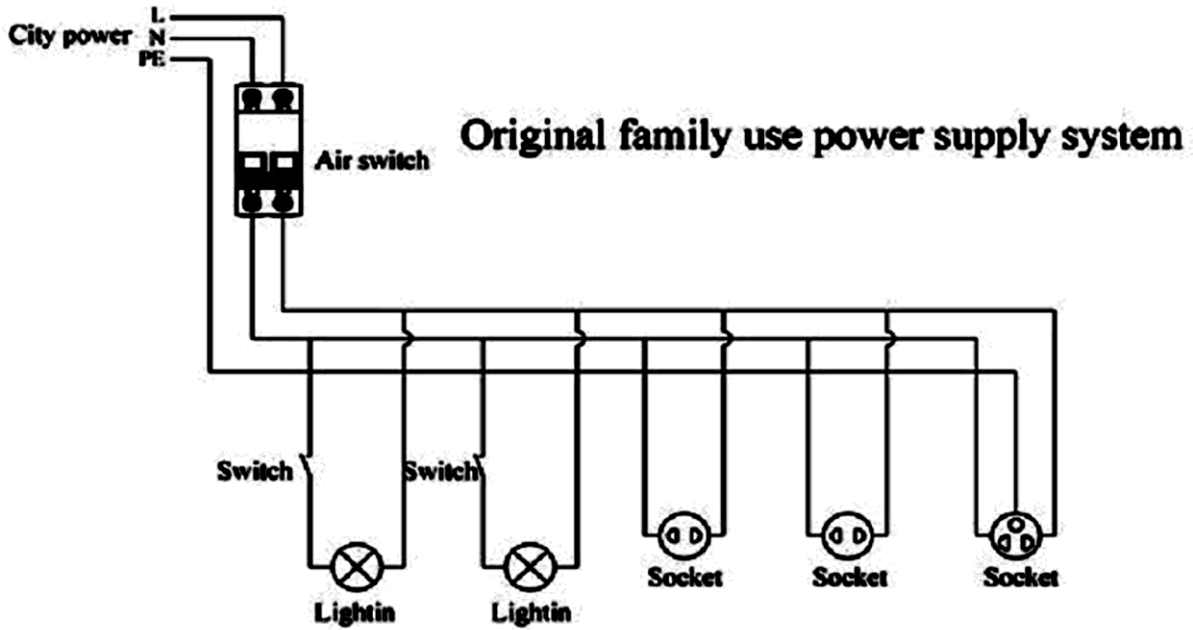 L
City power N
PE
Original family use power supply system
Air switch
Switch
Switch
Socket
Socket
Socket
Lightin
Lightin